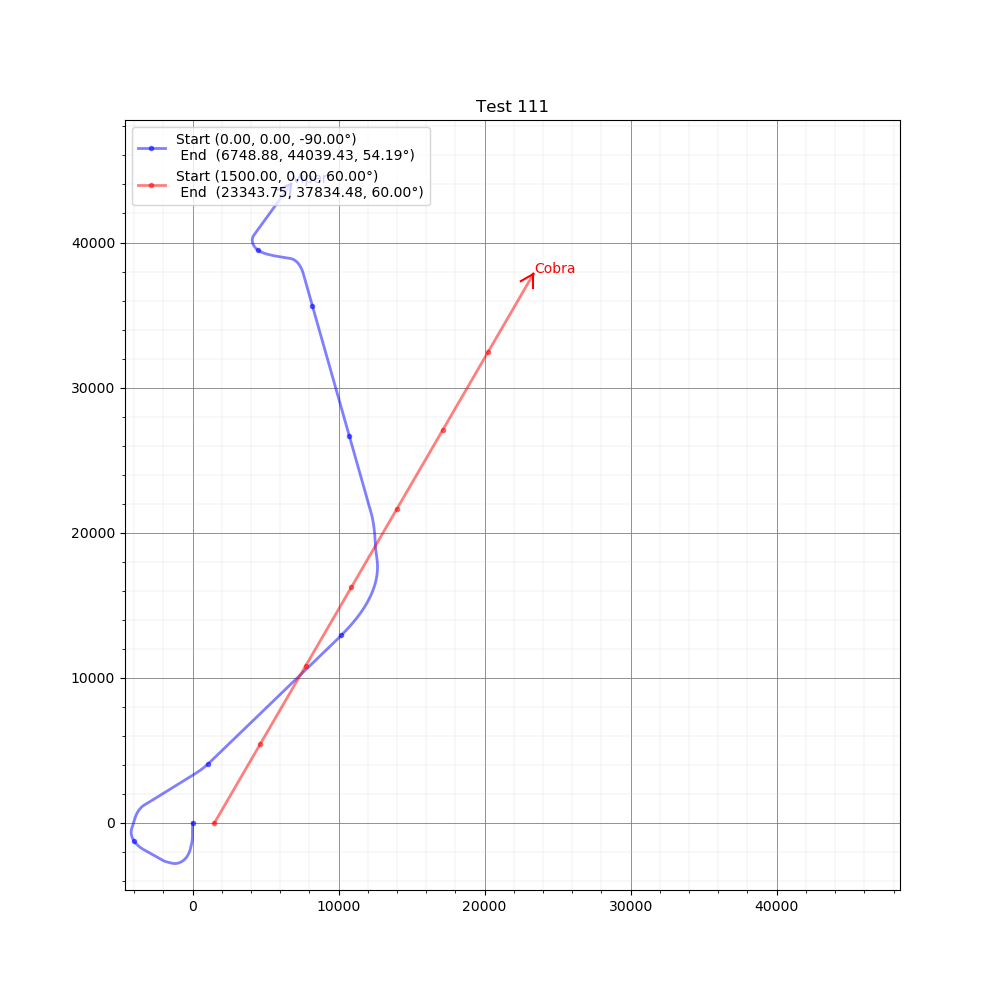 Test 111
Start (0.00, 0.00, -90.00°)
End (6748.88, 44039.43, 54.19°)
Start (1500.00, 0.00, 60.00°)
End (23343.75, 37834.48, 60.00°)
Cobra
40000
30000
20000
10000
0
0 10000 20000 30000 40000